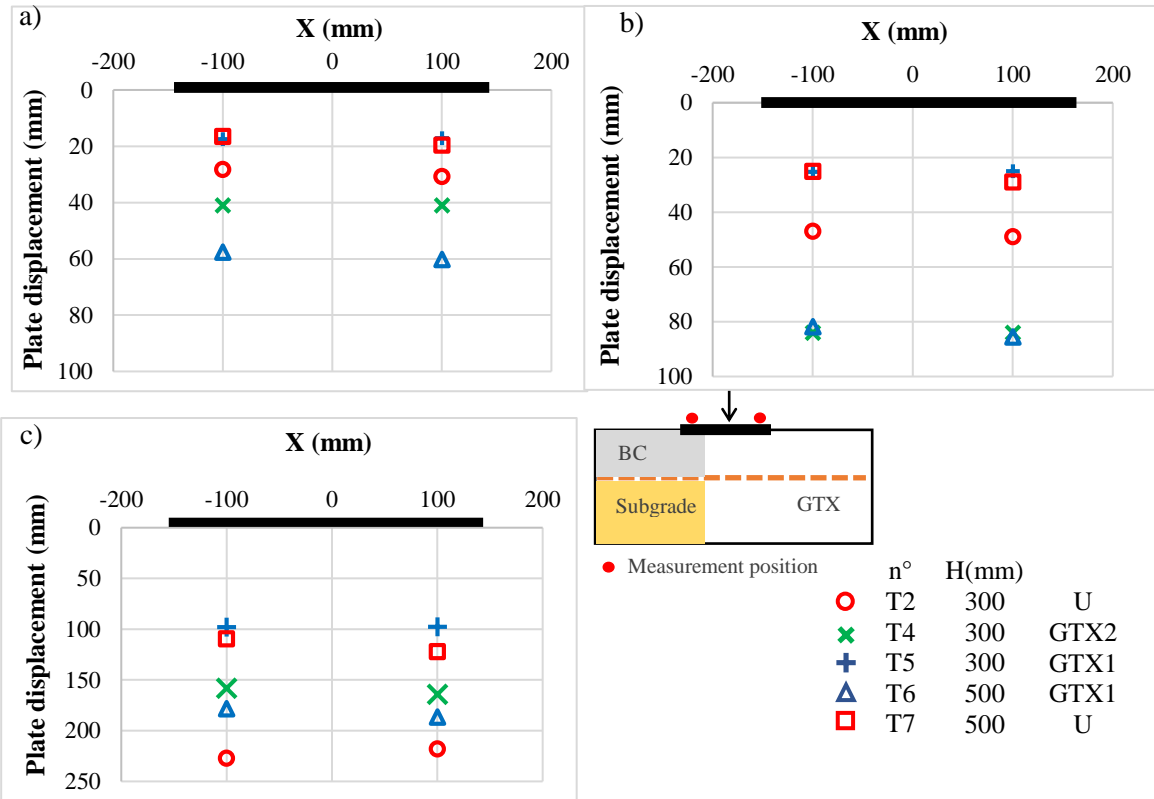 a)
X (mm)
-200 -100 0 100 200
Plate displacement (mm)
0
20
40
60
80
100
b)
X (mm)
-200 -100 0 100 200
Plate displacement (mm)
0
20
40
60
80
100
c)
X (mm)
-200 -100 0 100 200
Plate displacement (mm)
0
50
100
150
200
250
BC
Subgrade GTX
Measurement position
n° H(mm)
T2 300 U
T4 300 GTX2
T5 300 GTX1
T6 500 GTX1
T7 500 U